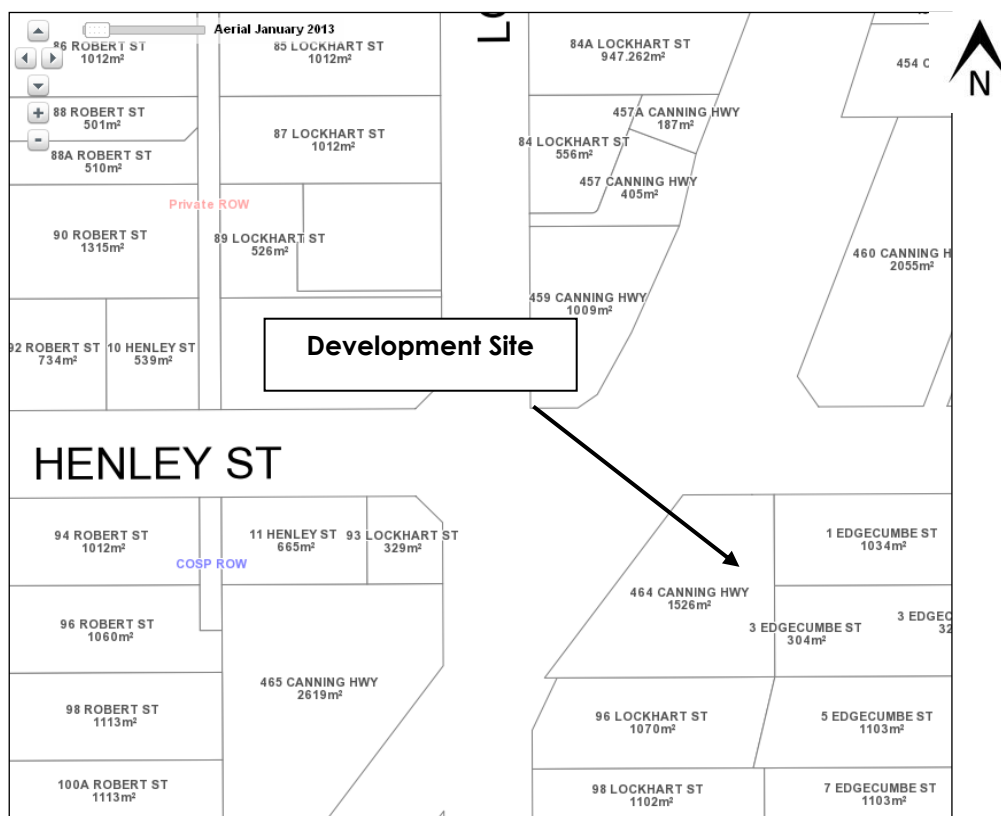 Aerial January 2013
N
86 ROBERT ST
1012m²
85 LOCKHART ST
1012m²
84A LOCKHART ST
947.262m²
88 ROBERT ST
501m²
87 LOCKHART ST
1012m²
84 LOCKHART ST
556m²
457A CANNING HWY
187m²
88A ROBERT ST
510m²
457 CANNING HWY
405m²
Private ROW
90 ROBERT ST
1315m²
89 LOCKHART ST
526m²
460 CANNING H
2055m²
459 CANNING HWY
1009m²
92 ROBERT ST
734m²
10 HENLEY ST
539m²
Development Site
HENLEY ST
94 ROBERT ST
1012m²
COSP ROW
11 HENLEY ST
665m²
93 LOCKHART ST
329m²
1 EDGECUMBE ST
1034m²
464 CANNING HWY
1526m²
96 ROBERT ST
1060m²
3 EDGECUMBE ST
304m²
3 EDGEC
32
465 CANNING HWY
2619m²
98 ROBERT ST
1113m²
96 LOCKHART ST
1070m²
5 EDGECUMBE ST
1103m²
100A ROBERT ST
1113m²
98 LOCKHART ST
1102m²
7 EDGECUMBE ST
1103m²